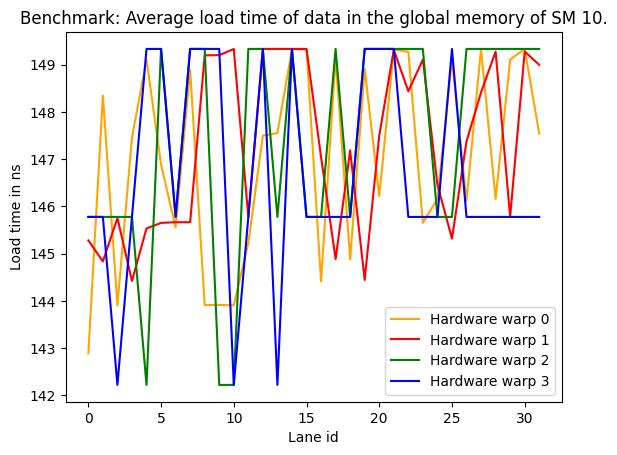 Benchmark: Average load time of data in the global memory of SM 10.
Load time in ns
149
148
147
146
145
144
143
142
0 5 10 15 20 25 30
Lane id
Hardware warp 0
Hardware warp 1
Hardware warp 2
Hardware warp 3